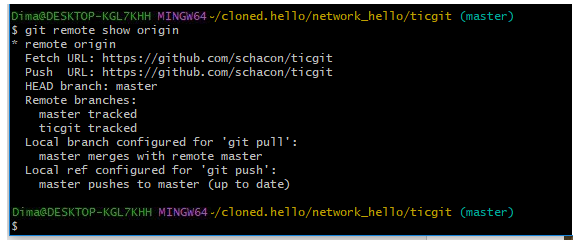 Dima@DESKTOP-KGL7KHH MINGW64 ~/cloned.hello/network_hello/ticgit (master)
$ git remote show origin
* remote origin
  Fetch URL: https://github.com/schacon/ticgit
  Push  URL: https://github.com/schacon/ticgit
  HEAD branch: master
  Remote branches:
    master tracked
    ticgit tracked
  Local branch configured for 'git pull':
    master merges with remote master
  Local ref configured for 'git push':
    master pushes to master (up to date)

Dima@DESKTOP-KGL7KHH MINGW64 ~/cloned.hello/network_hello/ticgit (master)
$